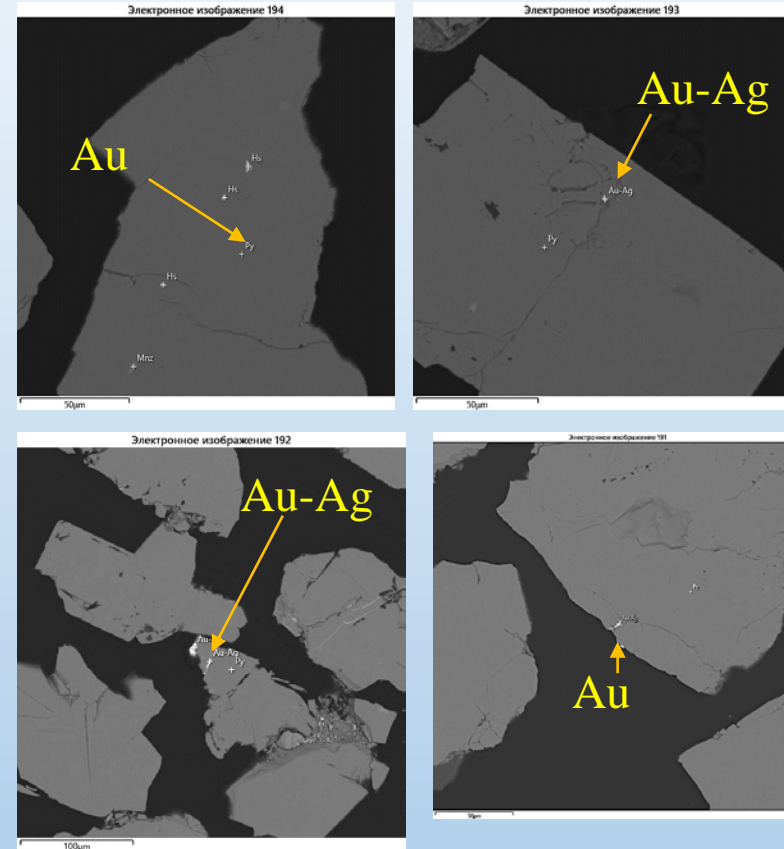 Электронное изображение 194
Au
Hs
Hs
Py
Hs
Mnz
50μm
Электронное изображение 193
Au-Ag
Au-Ag
Py
50μm
Электронное изображение 192
Au-Ag
Au-Ag
Py
100μm
Электронное изображение 191
Au
50μm